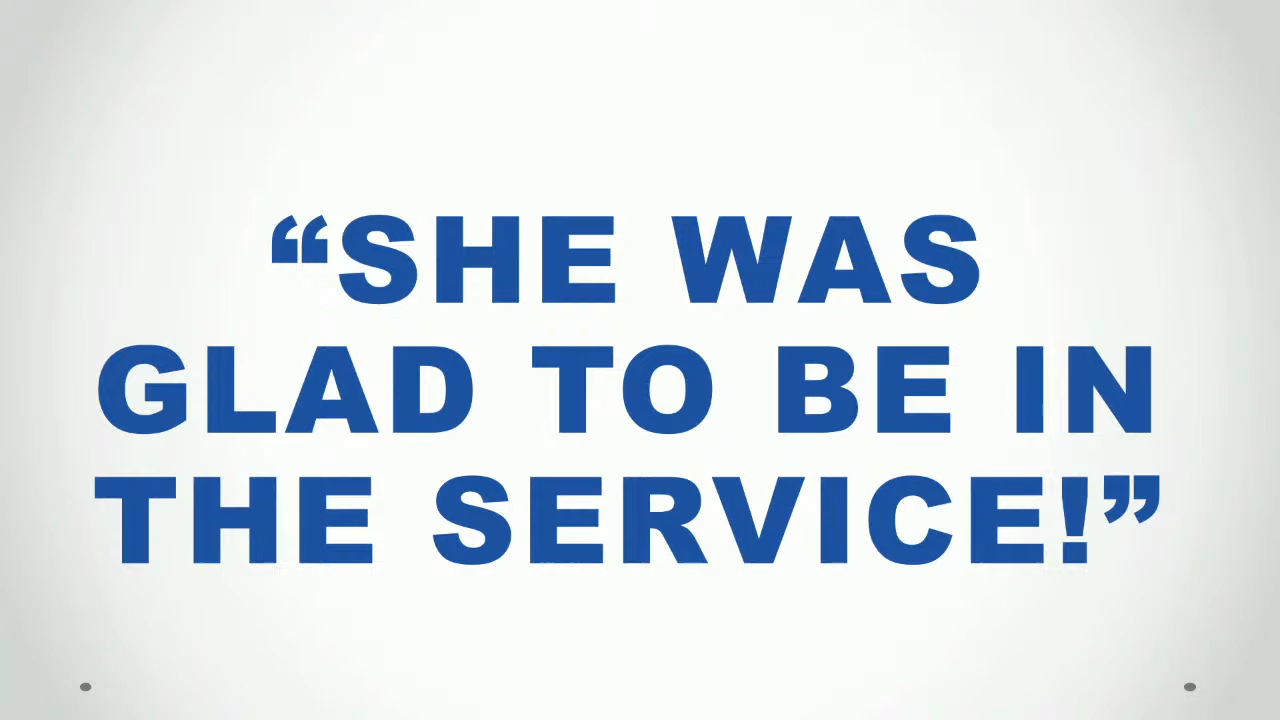 “SHE WAS
GLAD TO BE IN
THE SERVICE!”